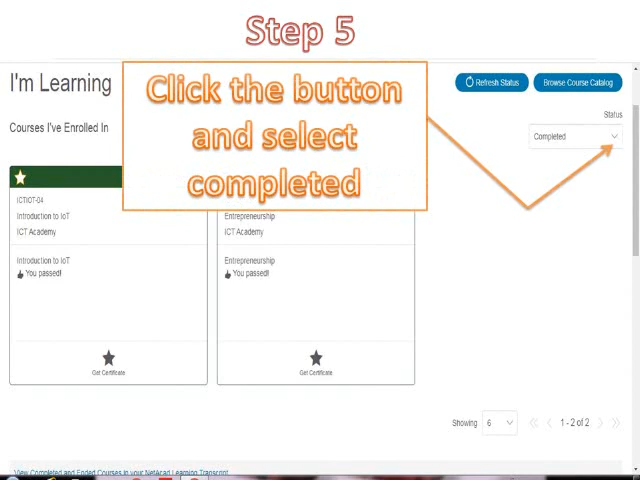 Step 5
I'm Learning
Click the button
and select
completed
Refresh Status
Browse Course Catalog
Status
Courses I've Enrolled In
Completed
ICTIOT-04
Introduction to IoT
ICT Academy
Introduction to IoT
You passed!
Get Certificate
Entrepreneurship
ICT Academy
Entrepreneurship
You passed!
Get Certificate
Showing 6 1 - 2 of 2
View Completed and Ended Courses in your NetAcad Learning Transcript